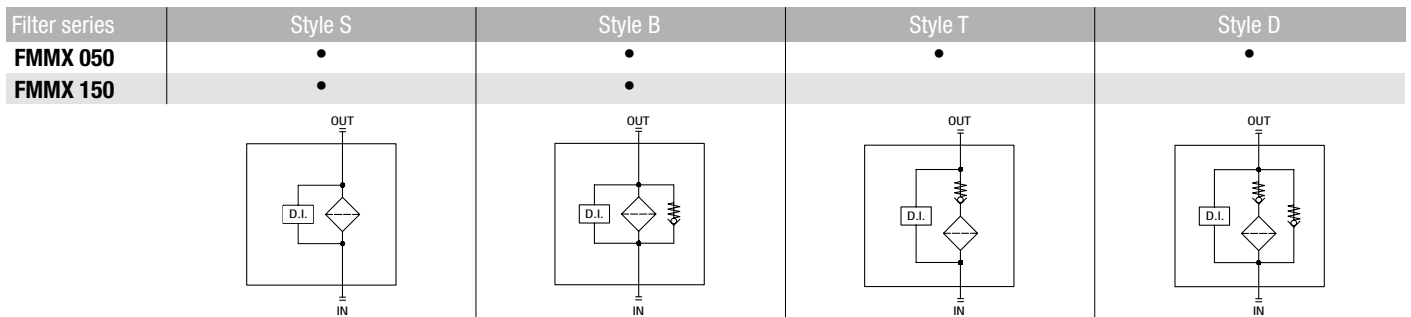 Filter series Style S Style B Style T Style D
FMMX 050 • • • •
FMMX 150 • •
OUT OUT OUT OUT
D.I. D.I. D.I. D.I.
IN IN IN IN